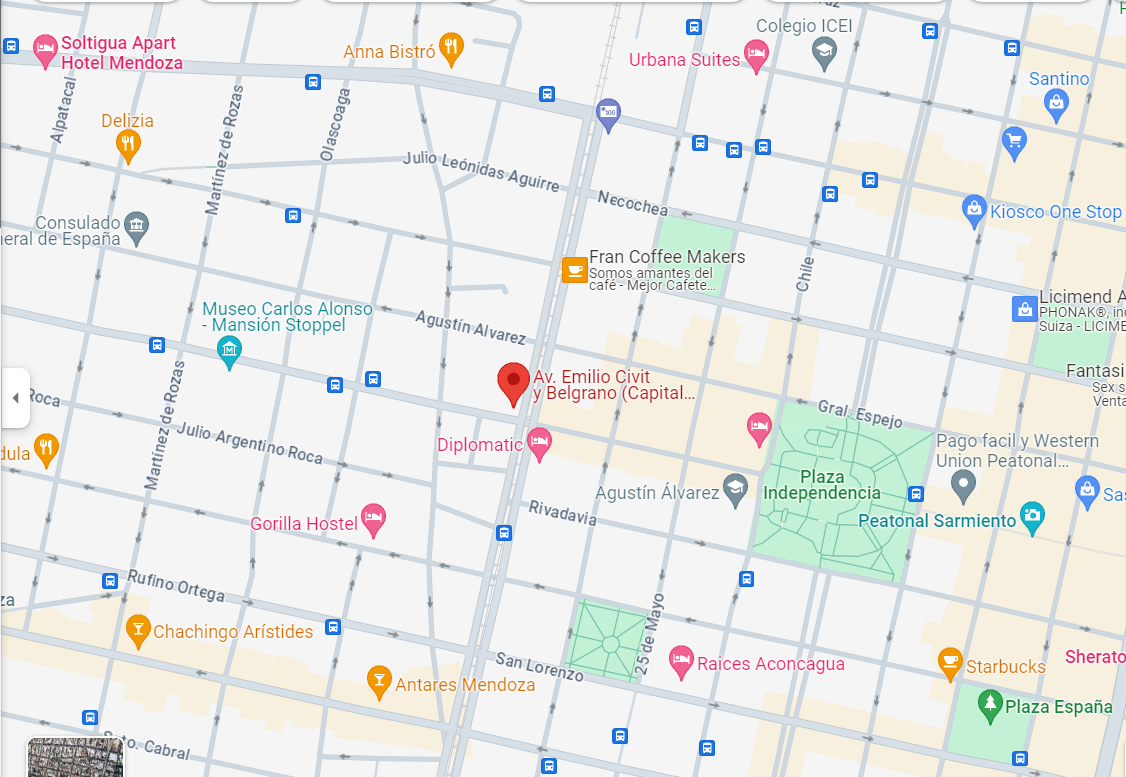 Soltigua Apart
Hotel Mendoza
Anna Bistró
Colegio ICEI
Urbana Suites
Santino
Alpatacal
Martínez de Rozas
Olascoaga
Delizia
100
Julio Leónidas Aguirre
Necochea
Kiosco One Stop
Consulado
neral de España
Fran Coffee Makers
Somos amantes del
café - Mejor Cafete...
Chile
Licimend A
PHONAK®, ind
Suiza - LICIME
Museo Carlos Alonso
- Mansión Stoppel
Agustín Alvarez
Fantasi
Sex s
Venta
Av. Emilio Civit
y Belgrano (Capital...
Martínez de Rozas
Roca
Julio Argentino Roca
Gral. Espejo
Diplomatic
dula
Pago facil y Western
Union Peatonal...
Plaza
Independencia
Agustín Álvarez
Sas
Rivadavia
Peatonal Sarmiento
Gorilla Hostel
Rufino Ortega
za
25 de Mayo
Chachingo Arístides
San Lorenzo
Raices Aconcagua
Starbucks
Sherato
Antares Mendoza
Plaza España
Sgto. Cabral